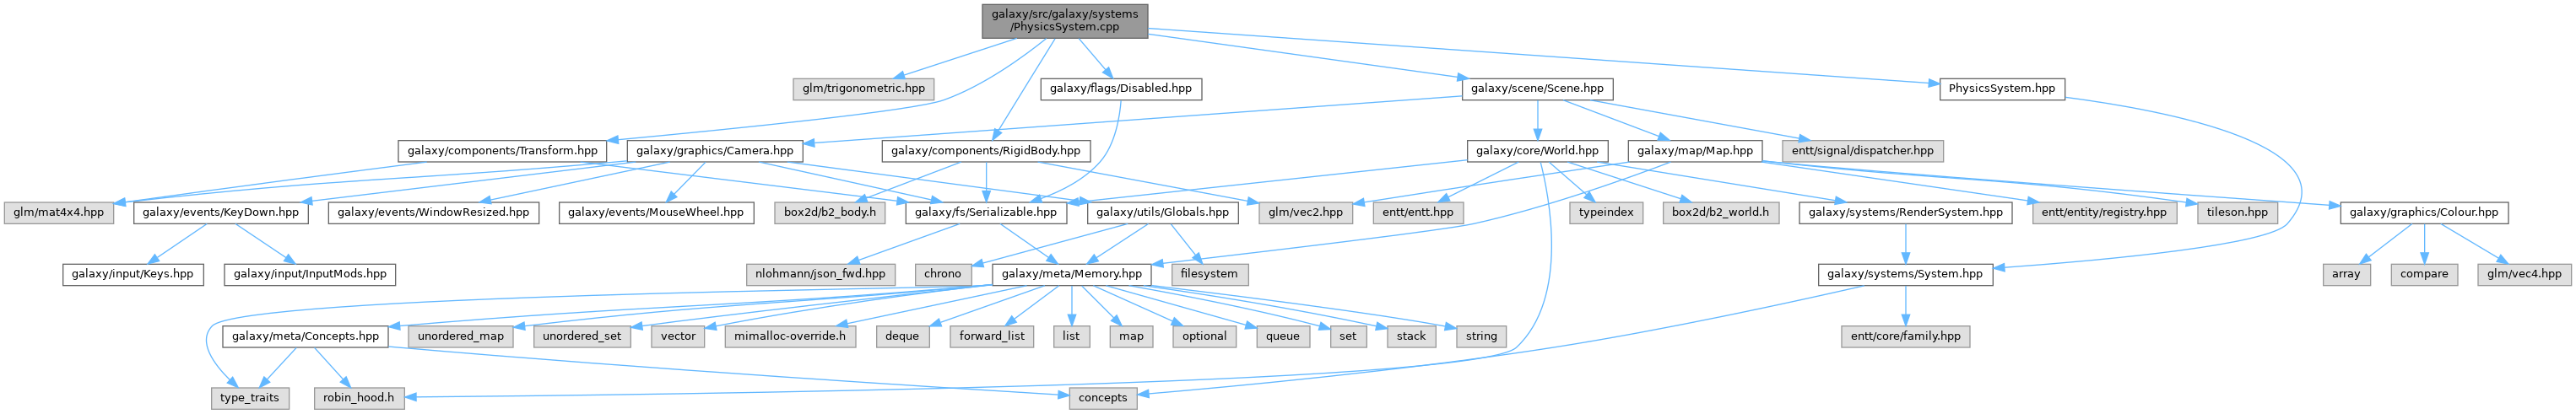 galaxy/src/galaxy/systems
/PhysicsSystem.cpp
glm/trigonometric.hpp
galaxy/flags/Disabled.hpp
galaxy/scene/Scene.hpp
PhysicsSystem.hpp
galaxy/components/Transform.hpp
galaxy/graphics/Camera.hpp
galaxy/components/RigidBody.hpp
galaxy/core/World.hpp
galaxy/map/Map.hpp
entt/signal/dispatcher.hpp
glm/mat4x4.hpp
galaxy/events/KeyDown.hpp
galaxy/events/WindowResized.hpp
galaxy/events/MouseWheel.hpp
box2d/b2_body.h
galaxy/fs/Serializable.hpp
galaxy/utils/Globals.hpp
glm/vec2.hpp
entt/entt.hpp
typeindex
box2d/b2_world.h
galaxy/systems/RenderSystem.hpp
entt/entity/registry.hpp
tileson.hpp
galaxy/graphics/Colour.hpp
galaxy/input/Keys.hpp
galaxy/input/InputMods.hpp
nlohmann/json_fwd.hpp
chrono
galaxy/meta/Memory.hpp
filesystem
galaxy/systems/System.hpp
array
compare
glm/vec4.hpp
galaxy/meta/Concepts.hpp
unordered_map
unordered_set
vector
mimalloc-override.h
deque
forward_list
list
map
optional
queue
set
stack
string
entt/core/family.hpp
type_traits
robin_hood.h
concepts